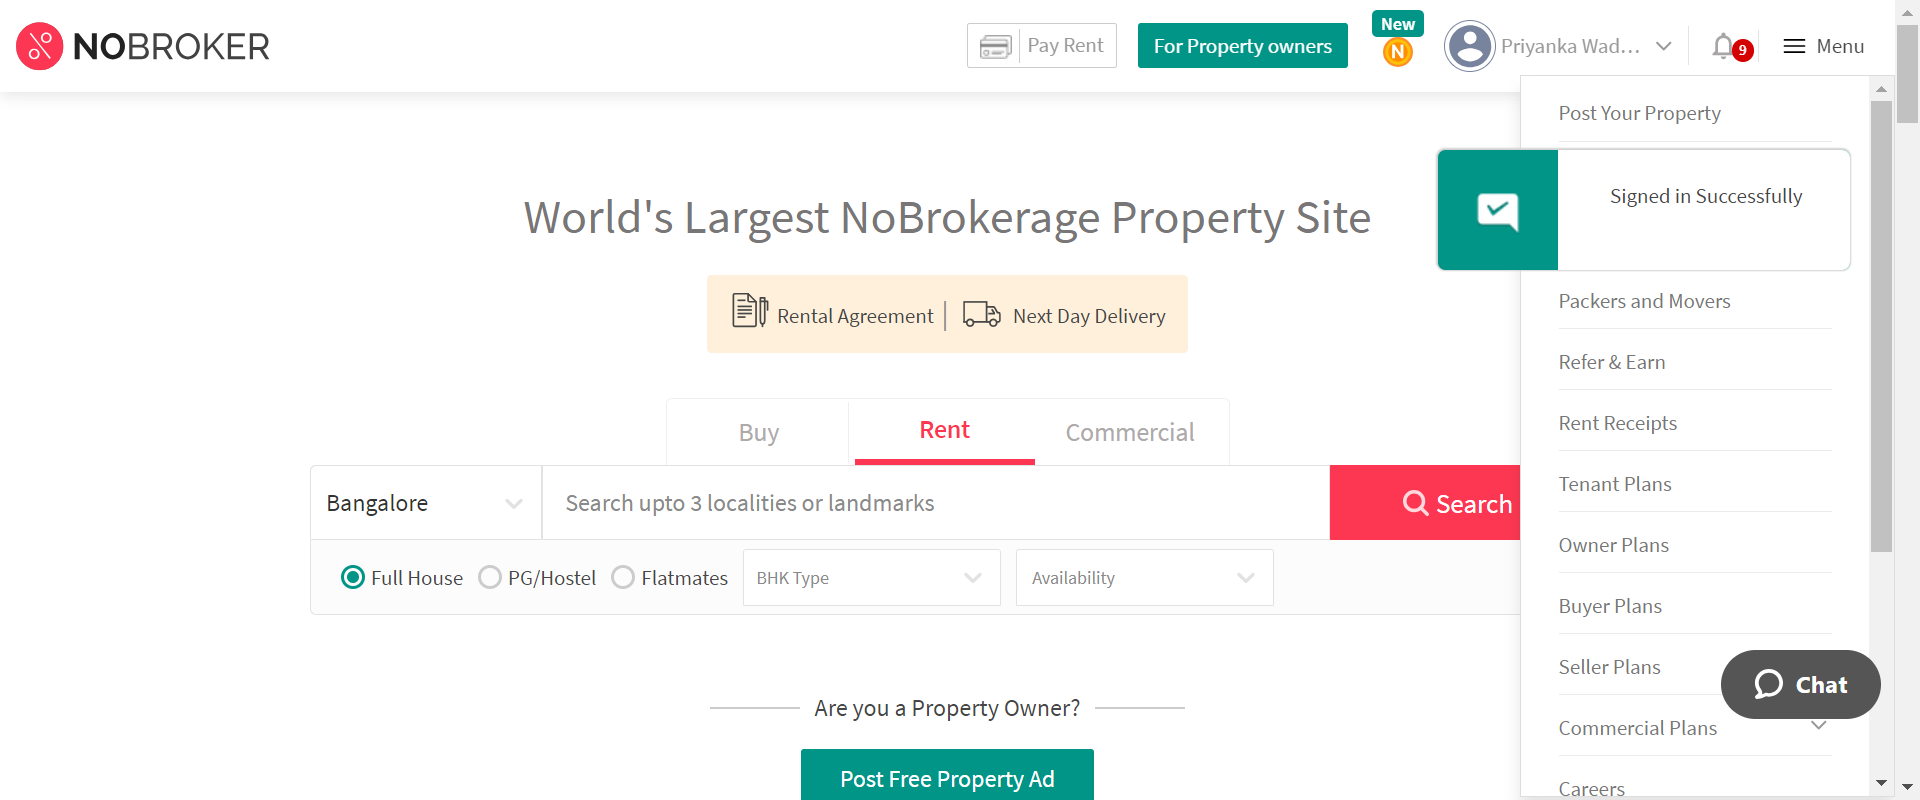 NOBROKER
Pay Rent
For Property owners
New
N
Priyanka Wad...
9
Menu
Post Your Property
Signed in Successfully
World's Largest NoBrokerage Property Site
Rental Agreement
Next Day Delivery
Packers and Movers
Refer & Earn
Rent Receipts
Tenant Plans
Owner Plans
Buyer Plans
Seller Plans
Commercial Plans
Careers
Buy
Rent
Commercial
Bangalore
Search upto 3 localities or landmarks
Search
Full House
PG/Hostel
Flatmates
BHK Type
Availability
Chat
Are you a Property Owner?
Post Free Property Ad